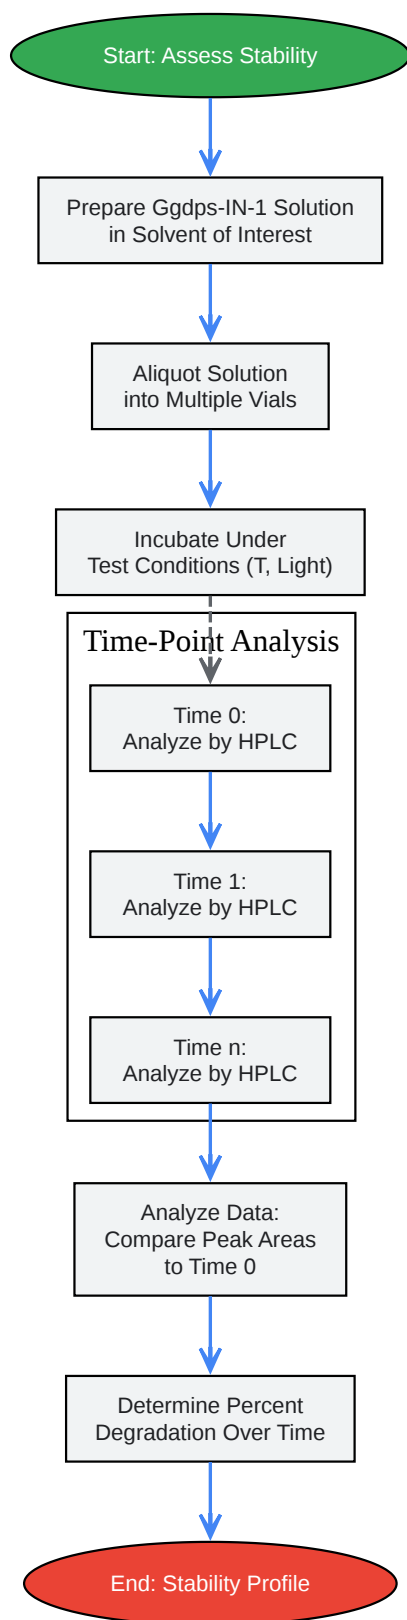 Start: Assess Stability
Prepare Ggdps-IN-1 Solution
in Solvent of Interest
Aliquot Solution
into Multiple Vials
Incubate Under
Test Conditions (T, Light)
Time-Point Analysis
Time 0:
Analyze by HPLC
Time 1:
Analyze by HPLC
Time n:
Analyze by HPLC
Analyze Data:
Compare Peak Areas
to Time 0
Determine Percent
Degradation Over Time
End: Stability Profile